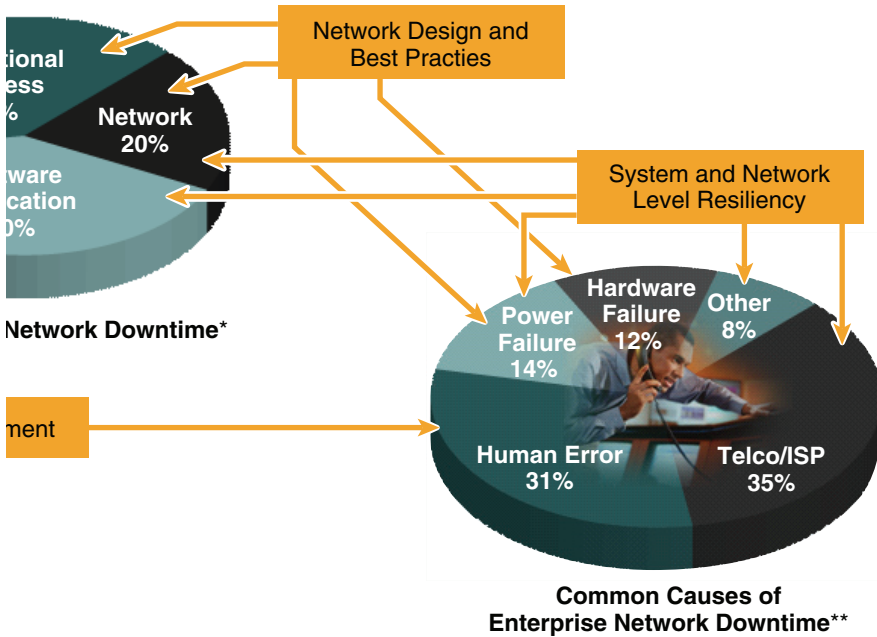 Network Design and
Best Practies
Network
20%
System and Network
Level Resiliency
Network Downtime*
Power
Failure
14%
Hardware
Failure
12%
Other
8%
Human Error
31%
Telco/ISP
35%
Common Causes of
Enterprise Network Downtime**